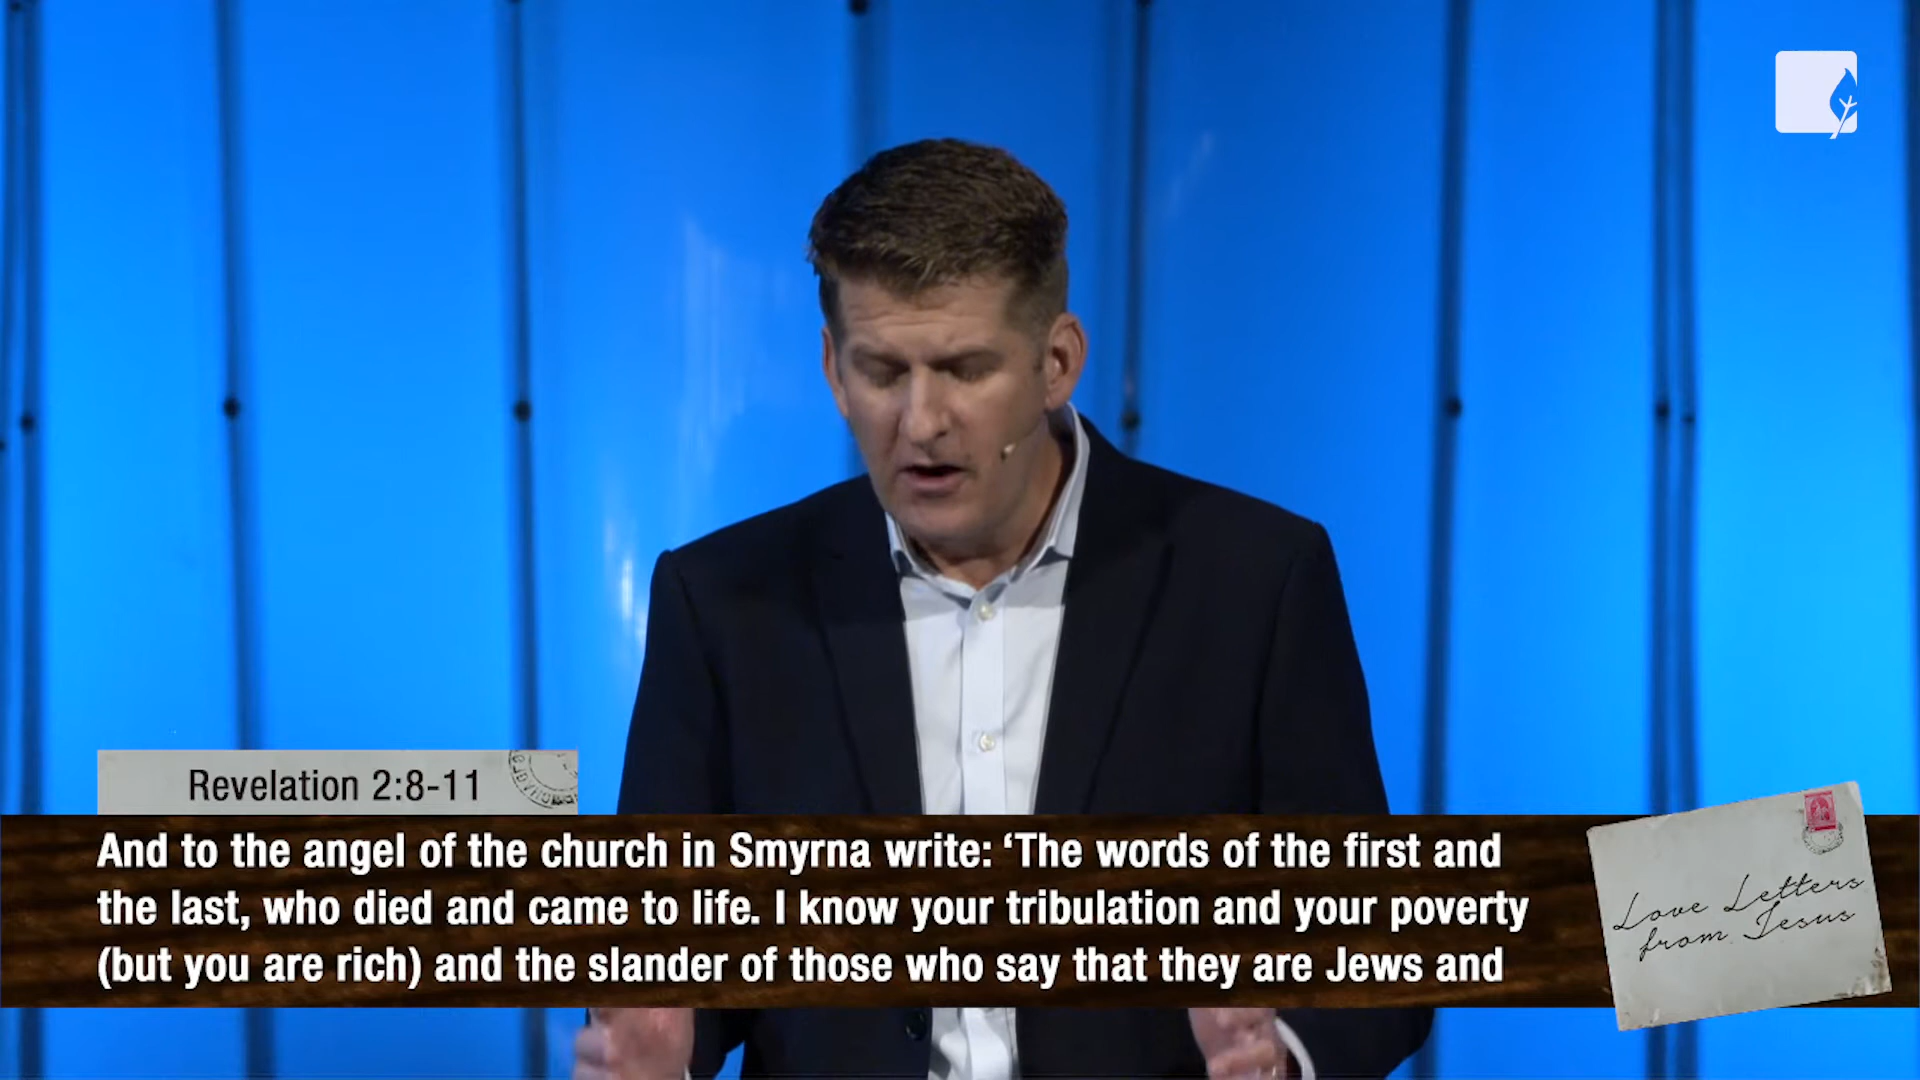 Revelation 2:8-11
And to the angel of the church in Smyrna write: ‘The words of the first and
the last, who died and came to life. I know your tribulation and your poverty
(but you are rich) and the slander of those who say that they are Jews and
Love Letters
from Jesus